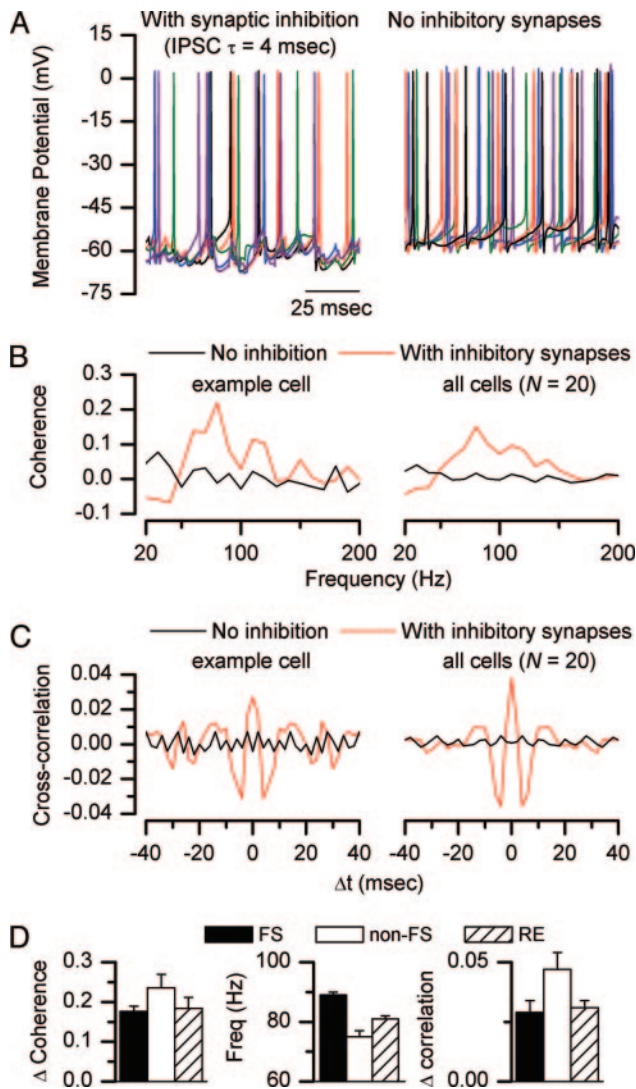 A
With synaptic inhibition
(IPSC τ = 4 msec)
No inhibitory synapses
Membrane Potential (mV)
15
0
-15
-30
-45
-60
-75
25 msec
B
No inhibition
With inhibitory synapses
example cell
all cells (N = 20)
Coherence
0.3
0.2
0.1
0.0
-0.1
20
100
200
20
100
200
Frequency (Hz)
C
No inhibition
With inhibitory synapses
example cell
all cells (N = 20)
Cross-correlation
0.04
0.00
-0.04
-40
-20
0
20
40
-40
-20
0
20
40
Δt (msec)
D
FS
non-FS
RE
Δ Coherence
0.3
0.2
0.1
0.0
Freq (Hz)
100
80
60
Δ correlation
0.05
0.00